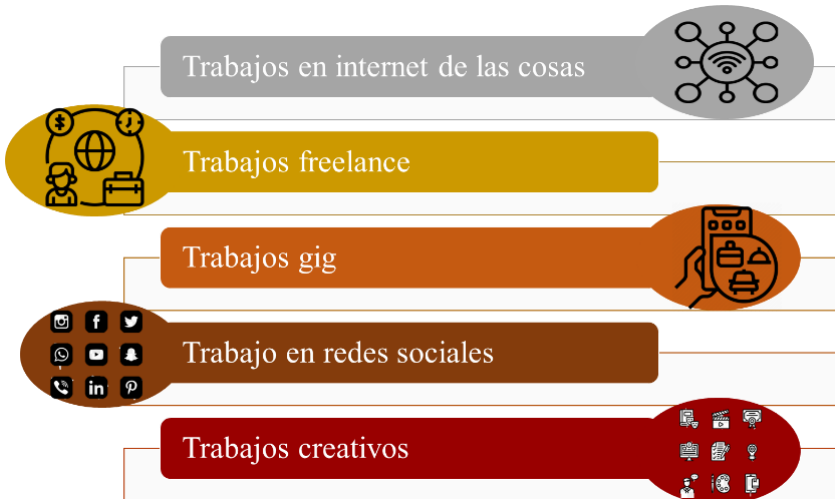 Trabajos en internet de las cosas
Trabajos freelance
Trabajos gig
Trabajo en redes sociales
Trabajos creativos